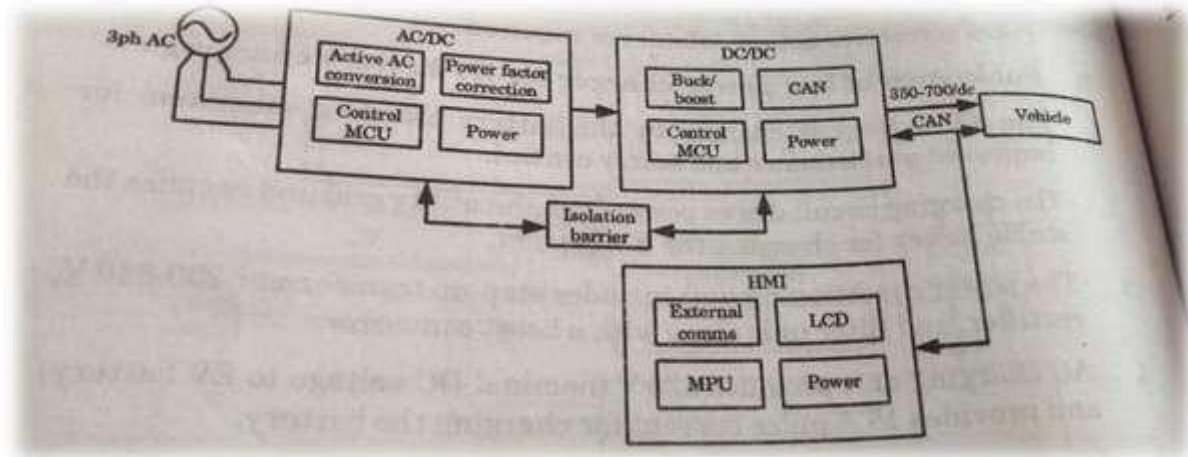 3ph AC
AC/DC
Active AC
conversion
Power factor
correction
Control
MCU
Power
DC/DC
Buck/
boost
CAN
Control
MCU
Power
350-700/dc
CAN
Vehicle
Isolation
barrier
HMI
External
comms
LCD
MPU
Power